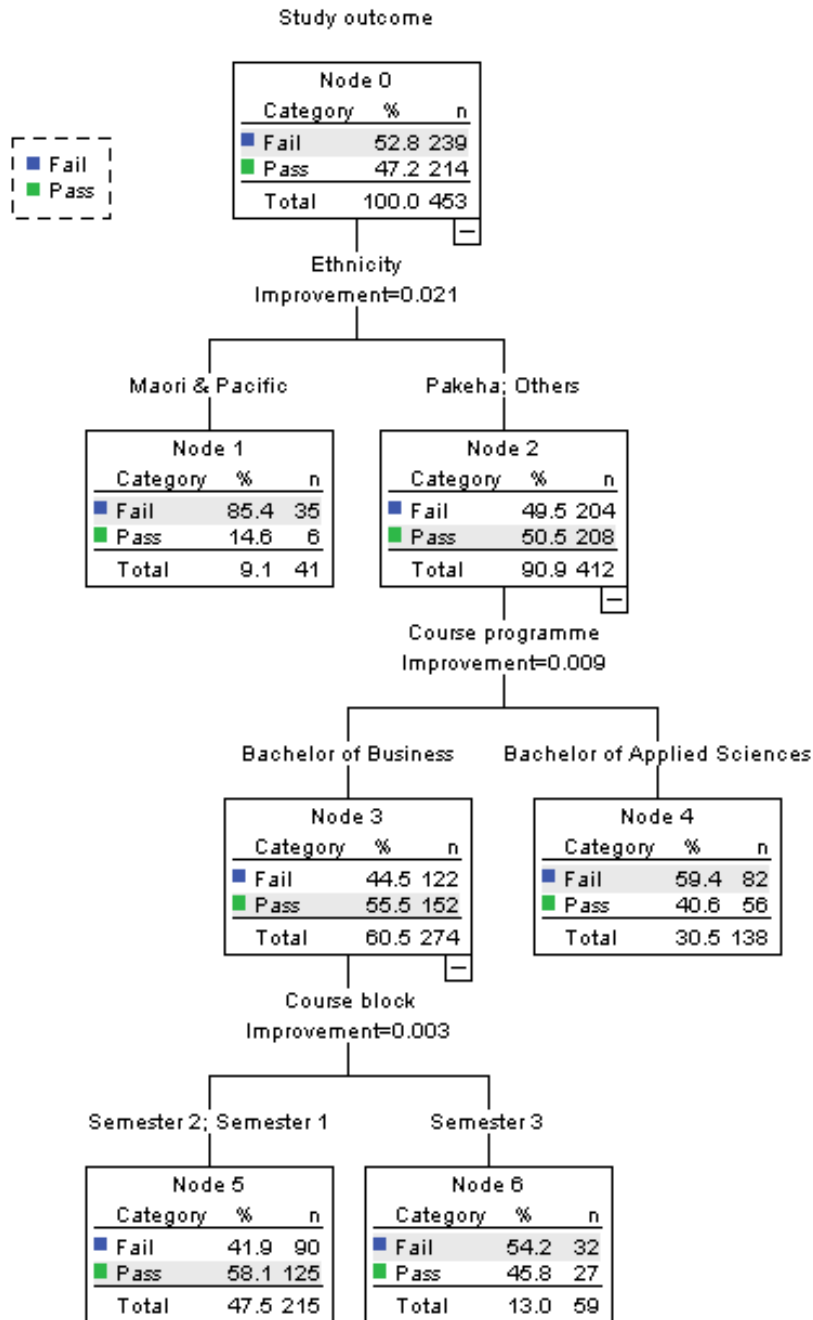 Study outcome
Fail
Pass
Node 0
Category % n
Fail 52.8 239
Pass 47.2 214
Total 100.0 453
Ethnicity
Improvement=0.021
Maori & Pacific
Pakeha; Others
Node 1
Category % n
Fail 85.4 35
Pass 14.6 6
Total 9.1 41
Node 2
Category % n
Fail 49.5 204
Pass 50.5 208
Total 90.9 412
Course programme
Improvement=0.009
Bachelor of Business
Bachelor of Applied Sciences
Node 3
Category % n
Fail 44.5 122
Pass 55.5 152
Total 60.5 274
Node 4
Category % n
Fail 59.4 82
Pass 40.6 56
Total 30.5 138
Course block
Improvement=0.003
Semester 2; Semester 1
Semester 3
Node 5
Category % n
Fail 41.9 90
Pass 58.1 125
Total 47.5 215
Node 6
Category % n
Fail 54.2 32
Pass 45.8 27
Total 13.0 59